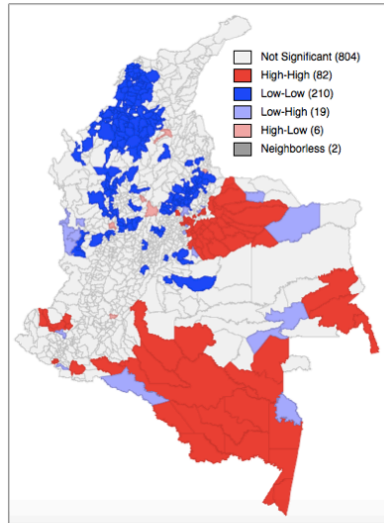 Not Significant (804)
High-High (82)
Low-Low (210)
Low-High (19)
High-Low (6)
Neighborless (2)